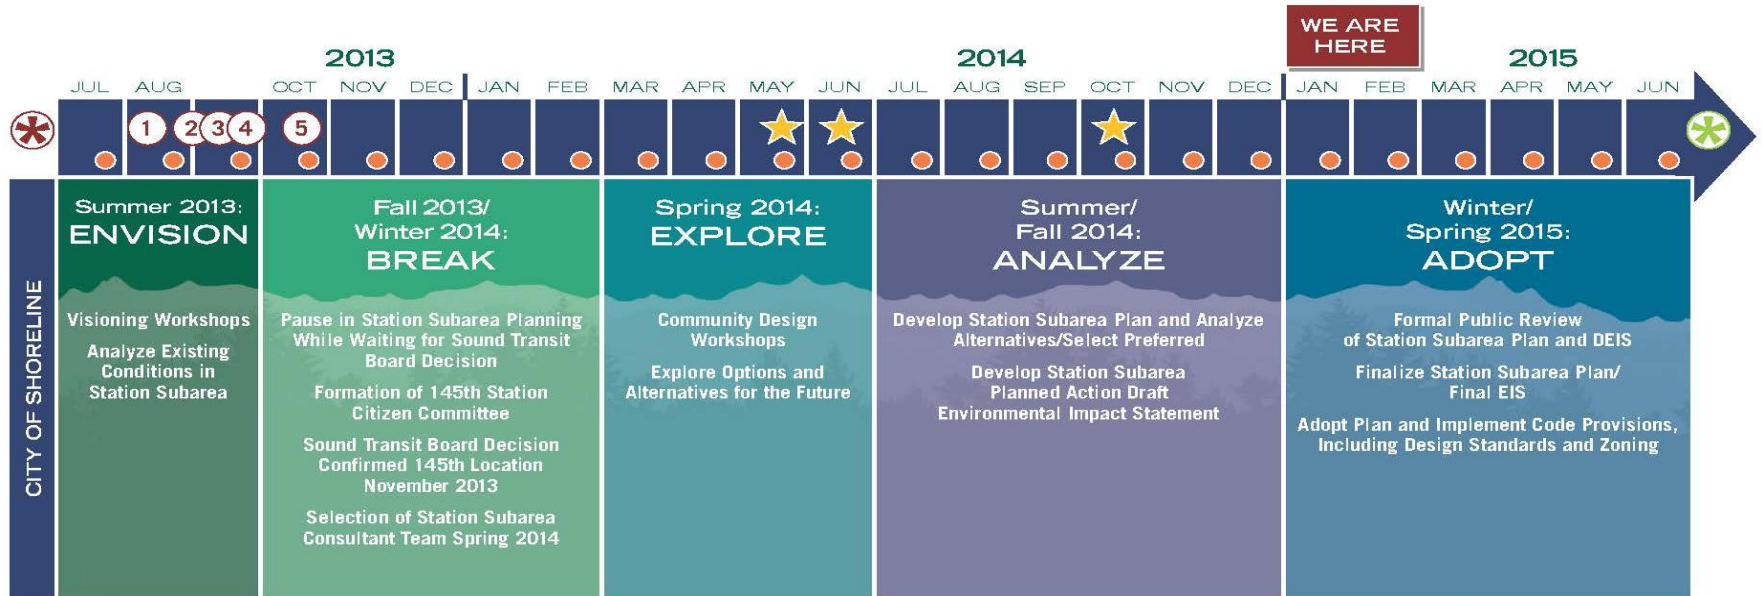 WE ARE
HERE
2013
2014
2015
JUL AUG OCT NOV DEC JAN FEB MAR APR MAY JUN JUL AUG SEP OCT NOV DEC JAN FEB MAR APR MAY JUN
1 2 3 4 5
CITY OF SHORELINE
Summer 2013:
ENVISION
Visioning Workshops
Analyze Existing
Conditions in
Station Subarea
Fall 2013/
Winter 2014:
BREAK
Pause in Station Subarea Planning
While Waiting for Sound Transit
Board Decision
Formation of 145th Station
Citizen Committee
Sound Transit Board Decision
Confirmed 145th Location
November 2013
Selection of Station Subarea
Consultant Team Spring 2014
Spring 2014:
EXPLORE
Community Design
Workshops
Explore Options and
Alternatives for the Future
Summer/
Fall 2014:
ANALYZE
Develop Station Subarea Plan and Analyze
Alternatives/Select Preferred
Develop Station Subarea
Planned Action Draft
Environmental Impact Statement
Winter/
Spring 2015:
ADOPT
Formal Public Review
of Station Subarea Plan and DEIS
Finalize Station Subarea Plan/
Final EIS
Adopt Plan and Implement Code Provisions,
Including Design Standards and Zoning